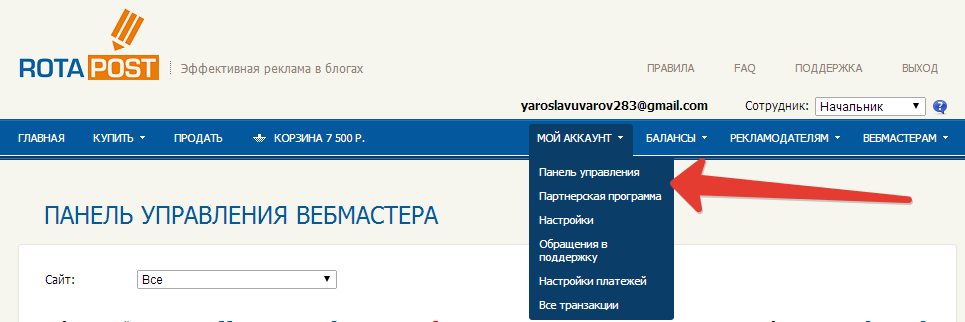 ROTAPOST
Эффективная реклама в блогах
ПРАВИЛА FAQ ПОДДЕРЖКА ВЫХОД
yaroslavuvarov283@gmail.com Сотрудник: Начальник ?
ГЛАВНАЯ КУПИТЬ ПРОДАТЬ КОРЗИНА 7 500 Р. МОЙ АККАУНТ БАЛАНСЫ РЕКЛАМОДАТЕЛЯМ ВЕБМАСТЕРАМ
Панель управления
Партнерская программа
Настройки
Обращения в
поддержку
Настройки платежей
Все транзакции
ПАНЕЛЬ УПРАВЛЕНИЯ ВЕБМАСТЕРА
Сайт: Все